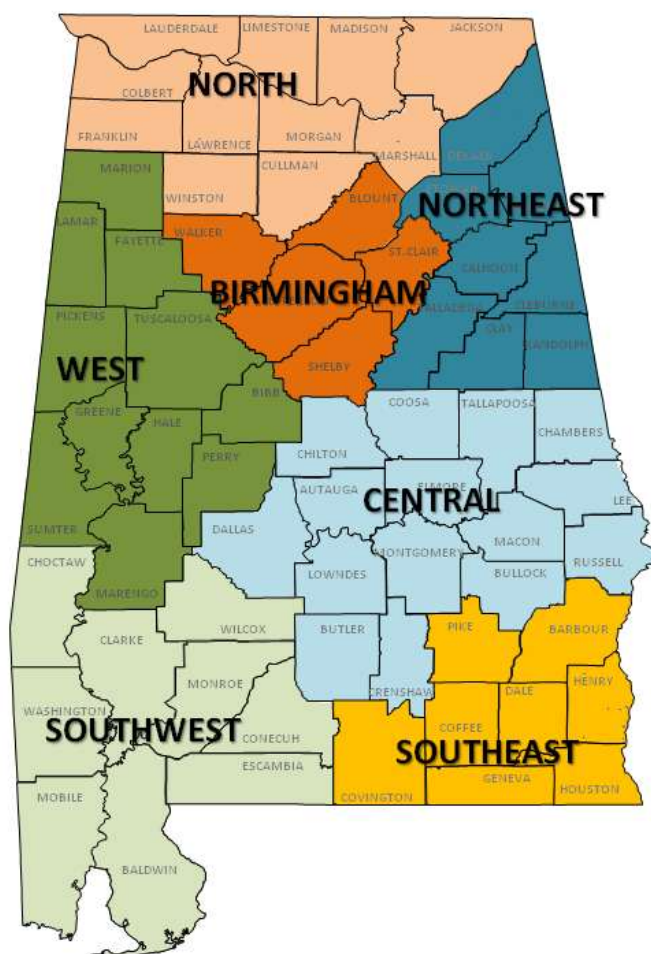 LAUDERDALE
LIMESTONE
MADISON
JACKSON
NORTH
COLBERT
FRANKLIN
LAWRENCE
MORGAN
MARSHALL
DEKALB
CULLMAN
WINSTON
MARION
BLOUNT
NORTHEAST
LAMAR
WALKER
FAYETTE
ST.CLAIR
CALHOUN
BIRMINGHAM
PICKENS
TUSCALOOSA
TALLADEGA
CLEBURNE
CLAY
RANDOLPH
WEST
SHELBY
BIBB
GREENE
HALE
COOSA
TALLAPOOSA
CHAMBERS
PERRY
CHILTON
AUTAUGA
ELMORE
CENTRAL
LEE
SUMTER
DALLAS
MACON
CHOCTAW
MONTGOMERY
RUSSELL
LOWNDES
BULLOCK
MARENGO
WILCOX
CLARKE
BUTLER
PIKE
BARBOUR
MONROE
CRENSHAW
DALE
HENRY
WASHINGTON
SOUTHWEST
CONECUH
COFFEE
SOUTHEAST
ESCAMBIA
GENEVA
HOUSTON
MOBILE
COVINGTON
BALDWIN